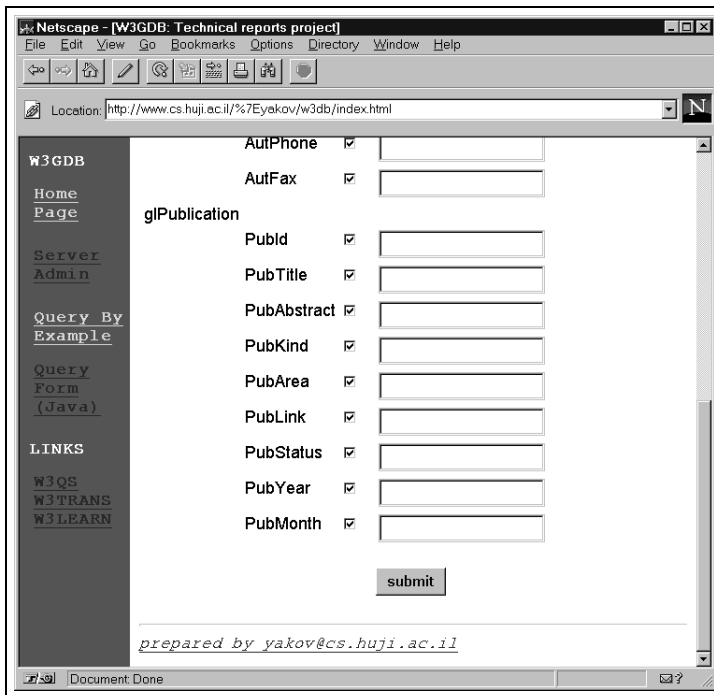 Netscape - [W3GDB: Technical reports project]
File Edit View Go Bookmarks Options Directory Window Help
Location: http://www.cs.huji.ac.il/%7Eyakov/w3db/index.html
N
W3GDB
Home
Page
Server
Admin
Query By
Example
Query
Form
(Java)
LINKS
W3QS
W3TRANS
W3LEARN
AutPhone
AutFax
glPublication
PubId
PubTitle
PubAbstract
PubKind
PubArea
PubLink
PubStatus
PubYear
PubMonth
submit
prepared by yakov@cs.huji.ac.il
Document: Done
?